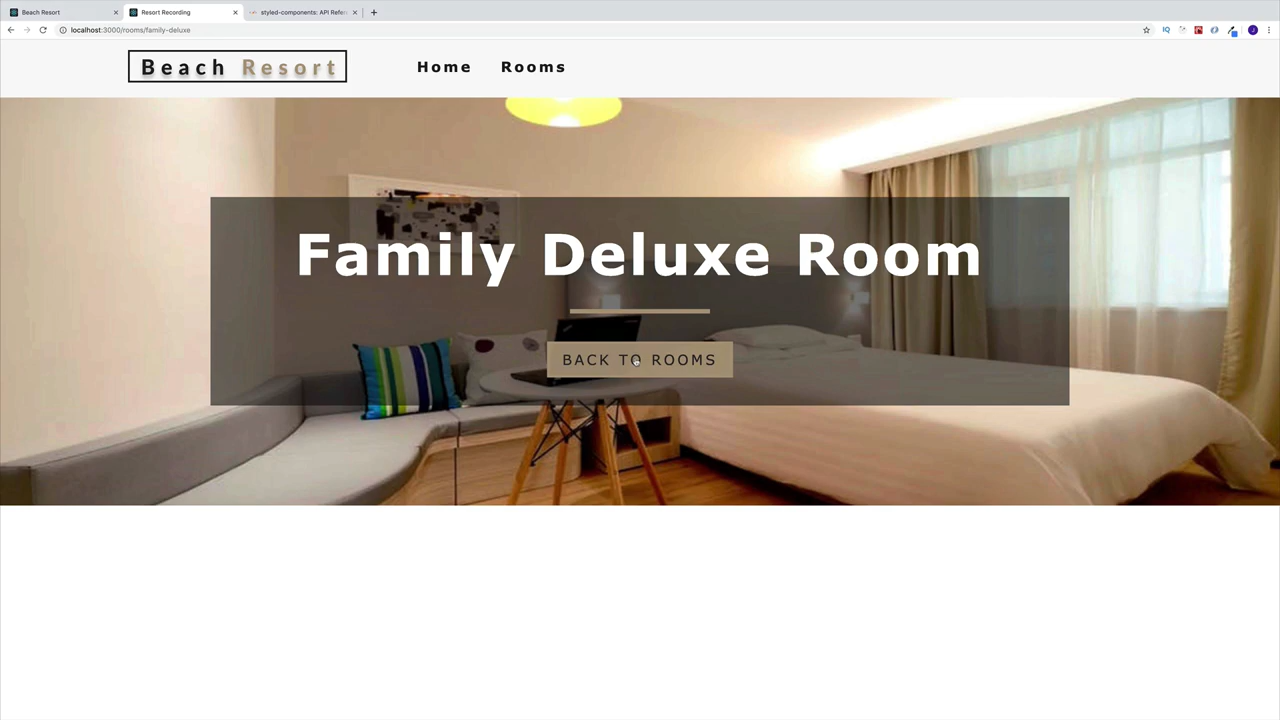 Beach Resort
Resort Recording
styled-components: API Refer
localhost:3000/rooms/family-deluxe
IQ
J
Beach Resort
Home
Rooms
Family Deluxe Room
BACK TO ROOMS